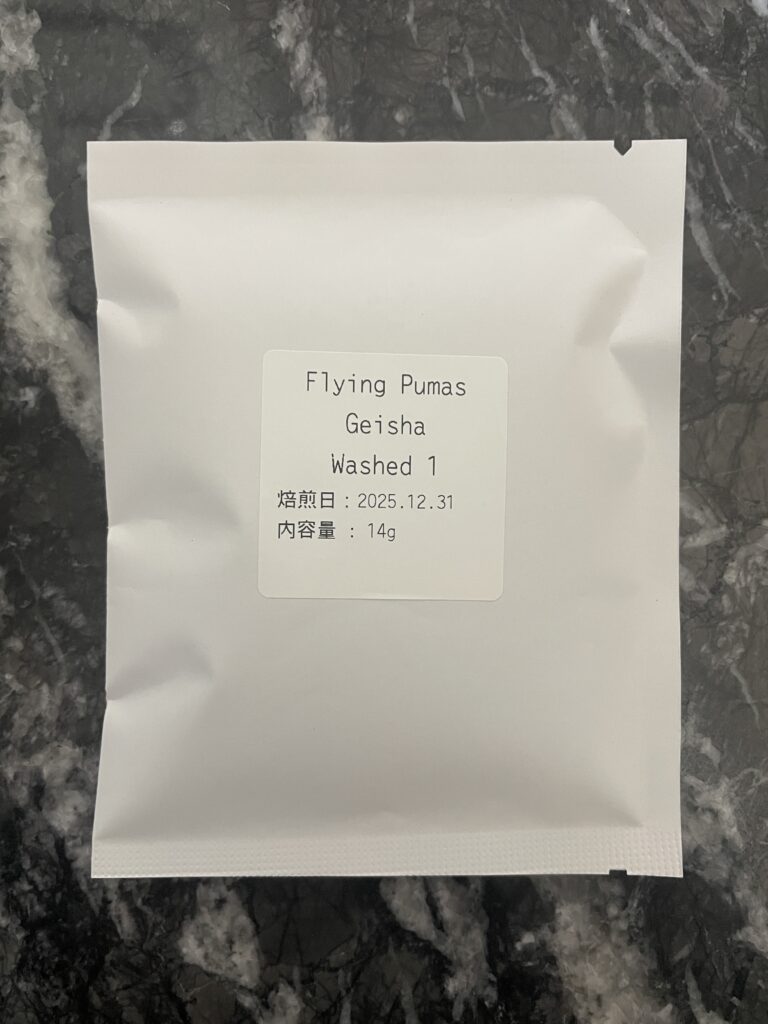 Flying Pumas
Geisha
Washed 1
焙煎日：2025.12.31
内容量 : 14g